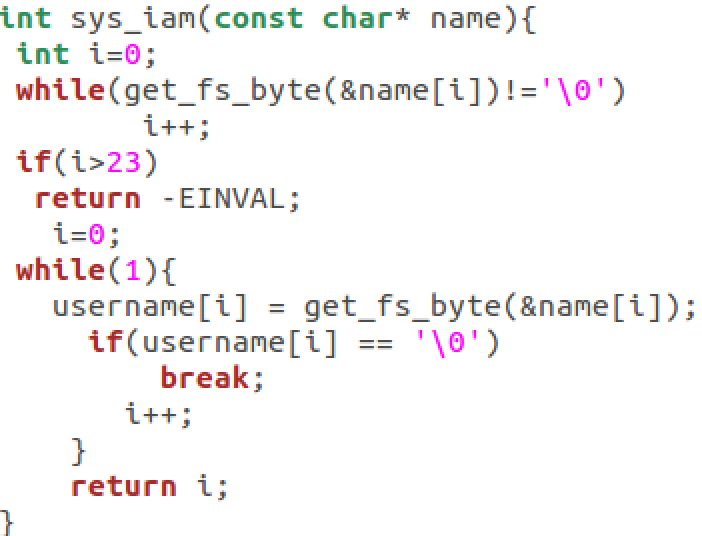 int sys_iam(const char* name){
 int i=0;
 while(get_fs_byte(&name[i])!='\0')
        i++;
 if(i>23)
  return -EINVAL;
   i=0;
 while(1){
   username[i] = get_fs_byte(&name[i]);
     if(username[i] == '\0')
         break;
       i++;
    }
    return i;
}